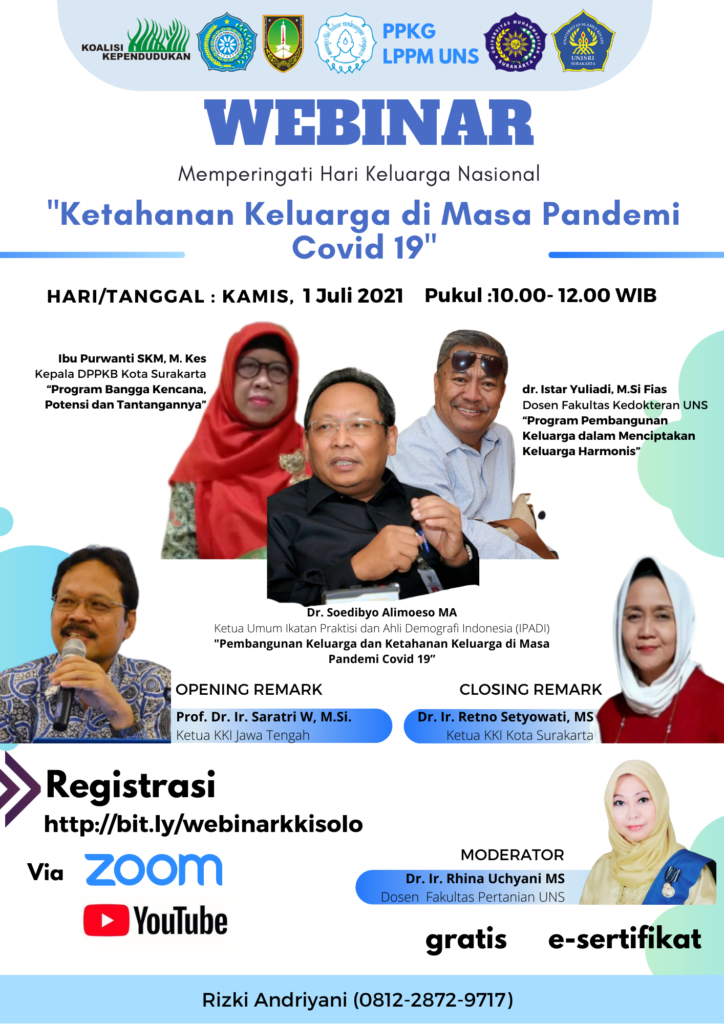 KOALISI
KEPENDUDUKAN
PPKG
LPPM UNS
UNISRI
SURAKARTA
WEBINAR
Memperingati Hari Keluarga Nasional
"Ketahanan Keluarga di Masa Pandemi
Covid 19"
HARI/TANGGAL : KAMIS, 1 Juli 2021 Pukul :10.00- 12.00 WIB
Ibu Purwanti SKM, M. Kes
Kepala DPPKB Kota Surakarta
“Program Bangga Kencana,
Potensi dan Tantangannya”
dr. Istar Yuliadi, M.Si Fias
Dosen Fakultas Kedokteran UNS
“Program Pembangunan
Keluarga dalam Menciptakan
Keluarga Harmonis”
Dr. Soedibyo Alimoeso MA
Ketua Umum Ikatan Praktisi dan Ahli Demografi Indonesia (IPADI)
"Pembangunan Keluarga dan Ketahanan Keluarga di Masa
Pandemi Covid 19”
OPENING REMARK
Prof. Dr. Ir. Saratri W, M.Si.
Ketua KKI Jawa Tengah
CLOSING REMARK
Dr. Ir. Retno Setyowati, MS
Ketua KKI Kota Surakarta
Registrasi
http://bit.ly/webinarkkisolo
Via zoom
YouTube
MODERATOR
Dr. Ir. Rhina Uchyani MS
Dosen Fakultas Pertanian UNS
gratis e-sertifikat
Rizki Andriyani (0812-2872-9717)